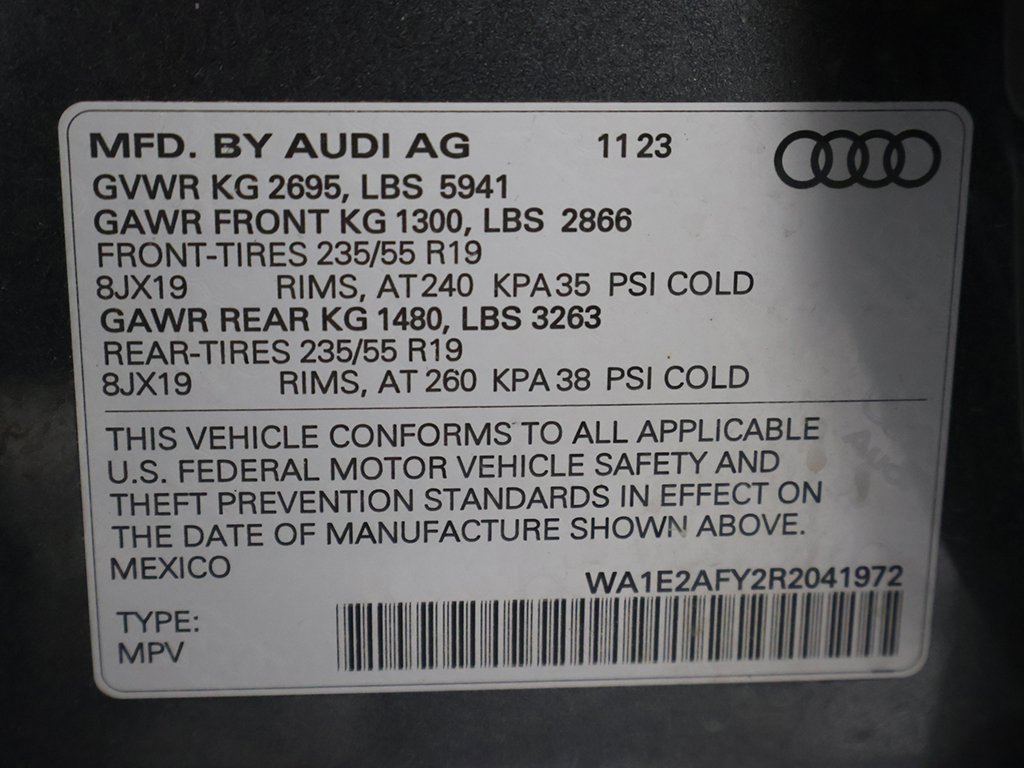 MFD. BY AUDI AG 11 23
GVWR KG 2695, LBS 5941
GAWR FRONT KG 1300, LBS 2866
FRONT-TIRES 235/55 R19
8JX19 RIMS, AT 240 KPA 35 PSI COLD
GAWR REAR KG 1480, LBS 3263
REAR-TIRES 235/55 R19
8JX19 RIMS, AT 260 KPA 38 PSI COLD
THIS VEHICLE CONFORMS TO ALL APPLICABLE
U.S. FEDERAL MOTOR VEHICLE SAFETY AND
THEFT PREVENTION STANDARDS IN EFFECT ON
THE DATE OF MANUFACTURE SHOWN ABOVE.
MEXICO
WA1E2AFY2R2041972
TYPE:
MPV